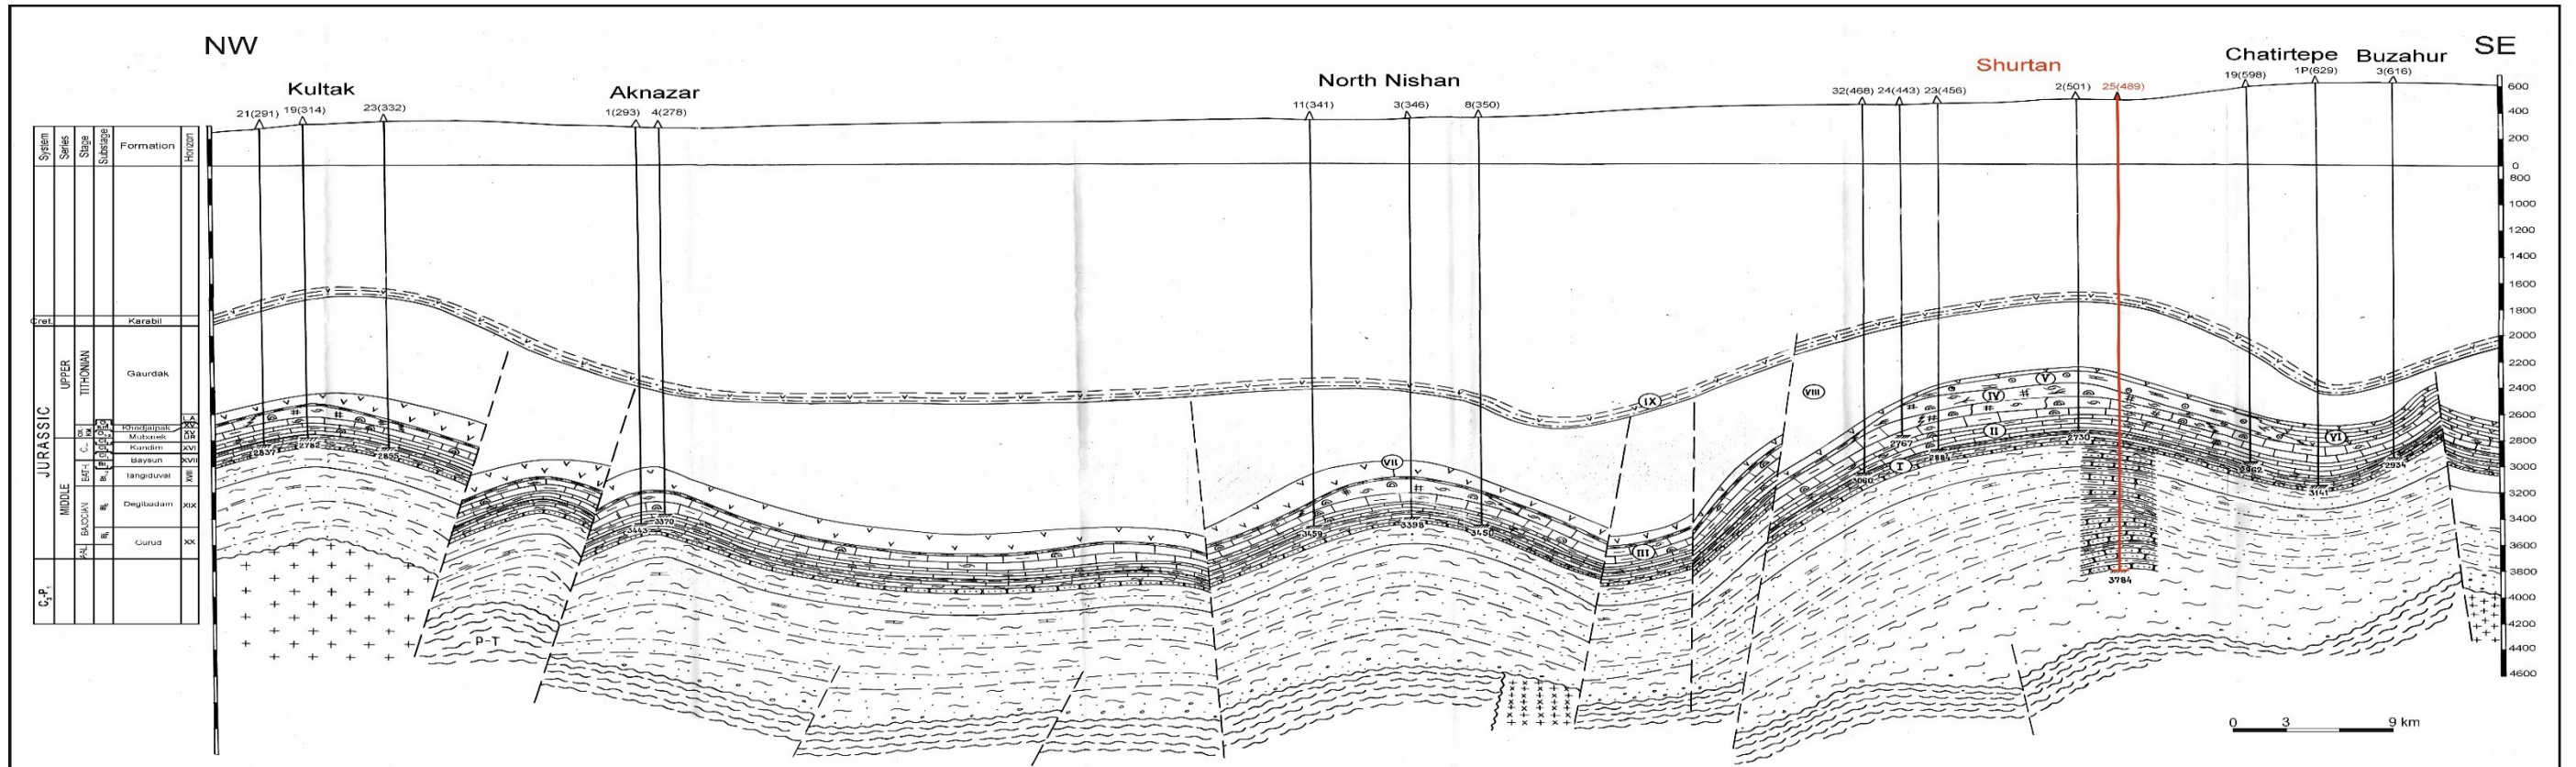 NW
SE
Kultak
Aknazar
North Nishan
Shurtan
Chatirtepe
Buzahur
21(291)
19(314)
23(332)
1(293)
4(278)
11(341)
3(346)
8(350)
32(468)
24(443)
23(456)
2(501)
25(489)
19(598)
1P(629)
3(616)
System
Series
Stage
Substage
Formation
Horizon
Cret.
Karabil
JURASSIC
UPPER
TITHONIAN
Gaurdak
Khodjaipak
XV
Mubarek
XV
Kundim
XVI
Baysun
XVII
MIDDLE
Tangiduval
XVIII
BAJOCIAN
Degibadam
XIX
Gurud
XX
AAL
600
400
200
0
800
1000
1200
1400
1600
1800
2000
2200
2400
2600
2800
3000
3200
3400
3600
3800
4000
4200
4400
4600
2837
2782
2855
3443
3370
3459
3398
3450
3060
2767
2884
2730
3784
2962
3141
2934
I
II
III
IV
V
VI
VII
VIII
IX
P-T
0 3 9 km